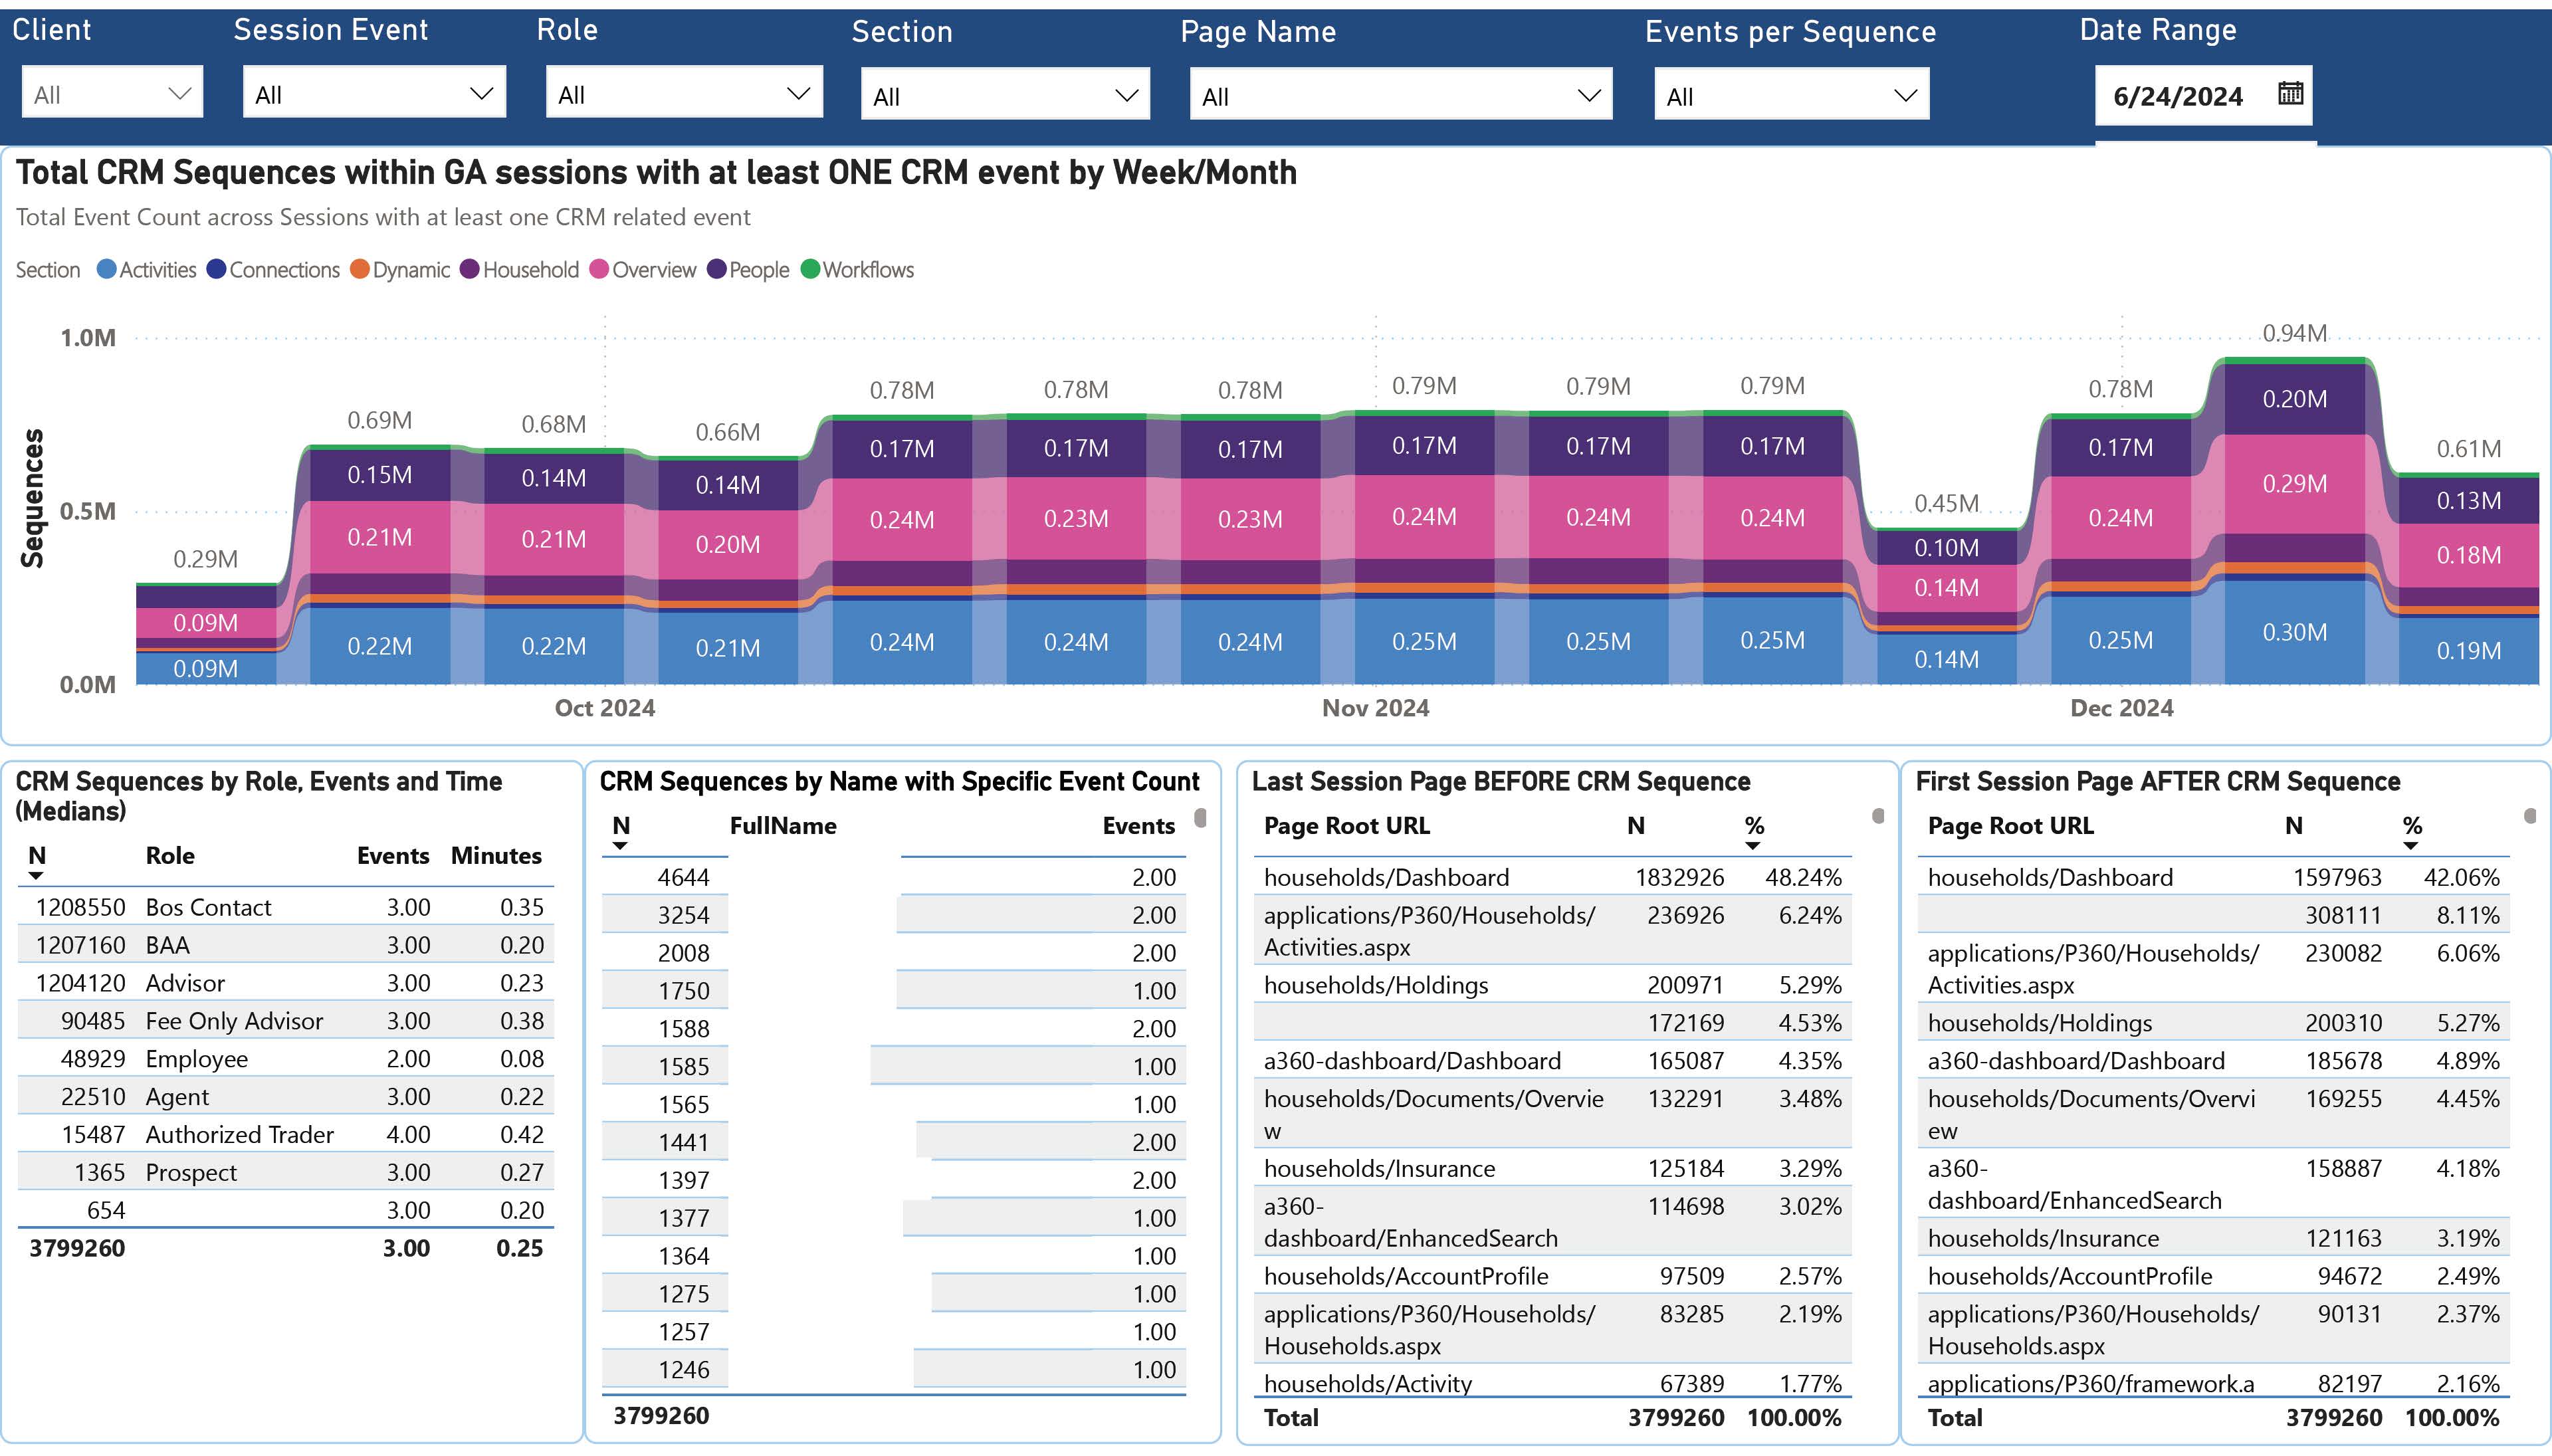 Client Session Event Role Section Page Name Events per Sequence Date Range
All All All All All All 6/24/2024
Total CRM Sequences within GA sessions with at least ONE CRM event by Week/Month
Total Event Count across Sessions with at least one CRM related event
Section Activities Connections Dynamic Household Overview People Workflows
Sequences
1.0M
0.5M
0.0M
0.29M 0.69M 0.68M 0.66M 0.78M 0.78M 0.78M 0.79M 0.79M 0.79M 0.45M 0.78M 0.94M 0.61M
0.15M 0.14M 0.14M 0.17M 0.17M 0.17M 0.17M 0.17M 0.17M 0.10M 0.17M 0.20M 0.13M
0.09M 0.21M 0.21M 0.20M 0.24M 0.23M 0.23M 0.24M 0.24M 0.24M 0.14M 0.24M 0.29M 0.18M
0.09M 0.22M 0.22M 0.21M 0.24M 0.24M 0.24M 0.25M 0.25M 0.25M 0.14M 0.25M 0.30M 0.19M
Oct 2024 Nov 2024 Dec 2024
CRM Sequences by Role, Events and Time
(Medians)
N Role Events Minutes
1208550 Bos Contact 3.00 0.35
1207160 BAA 3.00 0.20
1204120 Advisor 3.00 0.23
90485 Fee Only Advisor 3.00 0.38
48929 Employee 2.00 0.08
22510 Agent 3.00 0.22
15487 Authorized Trader 4.00 0.42
1365 Prospect 3.00 0.27
654 3.00 0.20
3799260 3.00 0.25
CRM Sequences by Name with Specific Event Count
N FullName Events
4644 2.00
3254 2.00
2008 2.00
1750 1.00
1588 2.00
1585 1.00
1565 1.00
1441 2.00
1397 2.00
1377 1.00
1364 1.00
1275 1.00
1257 1.00
1246 1.00
3799260
Last Session Page BEFORE CRM Sequence
Page Root URL N %
households/Dashboard 1832926 48.24%
applications/P360/Households/ 236926 6.24%
Activities.aspx
households/Holdings 200971 5.29%
172169 4.53%
a360-dashboard/Dashboard 165087 4.35%
households/Documents/Overvie 132291 3.48%
w
households/Insurance 125184 3.29%
a360- 114698 3.02%
dashboard/EnhancedSearch
households/AccountProfile 97509 2.57%
applications/P360/Households/ 83285 2.19%
Households.aspx
households/Activity 67389 1.77%
Total 3799260 100.00%
First Session Page AFTER CRM Sequence
Page Root URL N %
households/Dashboard 1597963 42.06%
308111 8.11%
applications/P360/Households/ 230082 6.06%
Activities.aspx
households/Holdings 200310 5.27%
a360-dashboard/Dashboard 185678 4.89%
households/Documents/Overvi 169255 4.45%
ew
a360- 158887 4.18%
dashboard/EnhancedSearch
households/Insurance 121163 3.19%
households/AccountProfile 94672 2.49%
applications/P360/Households/ 90131 2.37%
Households.aspx
applications/P360/framework.a 82197 2.16%
Total 3799260 100.00%